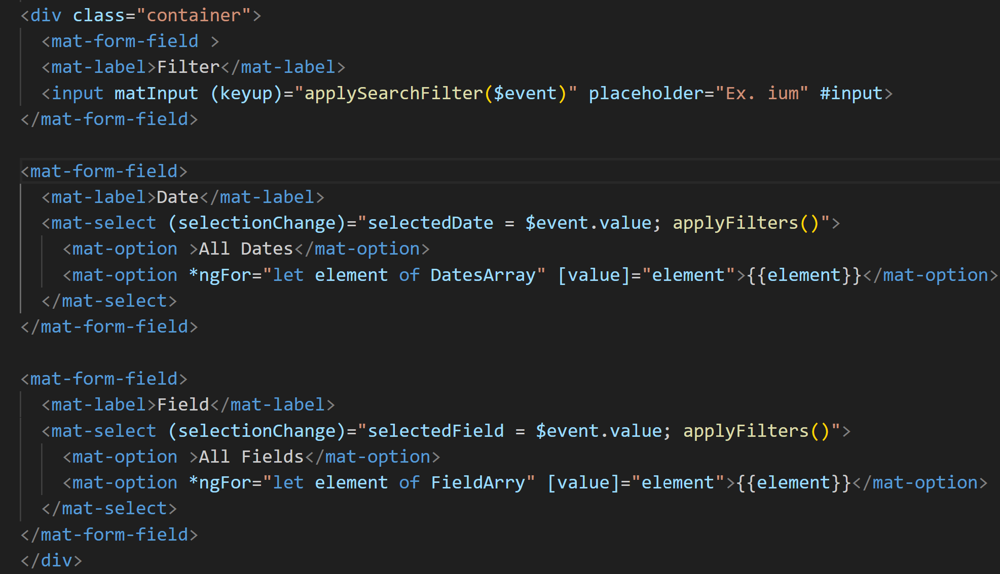 <div class="container">
  <mat-form-field >
  <mat-label>Filter</mat-label>
  <input matInput (keyup)="applySearchFilter($event)" placeholder="Ex. ium" #input>
</mat-form-field>

<mat-form-field>
  <mat-label>Date</mat-label>
  <mat-select (selectionChange)="selectedDate = $event.value; applyFilters()">
    <mat-option >All Dates</mat-option>
    <mat-option *ngFor="let element of DatesArray" [value]="element">{{element}}</mat-option>
  </mat-select>
</mat-form-field>

<mat-form-field>
  <mat-label>Field</mat-label>
  <mat-select (selectionChange)="selectedField = $event.value; applyFilters()">
    <mat-option >All Fields</mat-option>
    <mat-option *ngFor="let element of FieldArry" [value]="element">{{element}}</mat-option>
  </mat-select>
</mat-form-field>
</div>